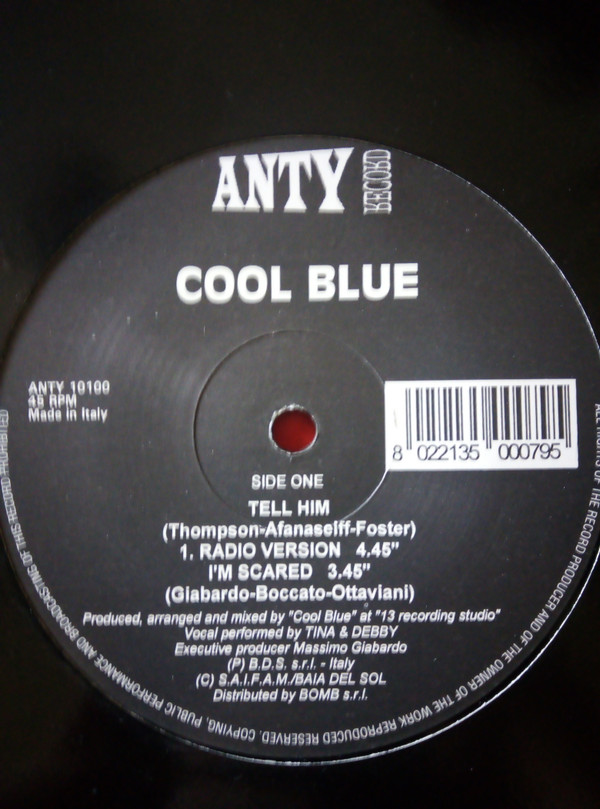 ANTY RECORD
COOL BLUE
ANTY 10100
45 RPM
Made in Italy
8 022135 000795
SIDE ONE
TELL HIM
(Thompson-Afanaselff-Foster)
1. RADIO VERSION 4.45"
I'M SCARED 3.45"
(Giabardo-Boccato-Ottaviani)
Produced, arranged and mixed by "Cool Blue" at "13 recording studio"
Vocal performed by TINA & DEBBY
Executive producer Massimo Giabardo
(P) B.D.S. s.r.l. - Italy
(C) S.A.I.F.A.M./BAIA DEL SOL
Distributed by BOMB s.r.l.
ALL RIGHTS OF THE RECORD PRODUCER AND OF THE OWNER OF THE WORK REPRODUCED RESERVED. COPYING, PUBLIC PERFORMANCE AND BROADCASTING OF THIS RECORD PROHIBITED